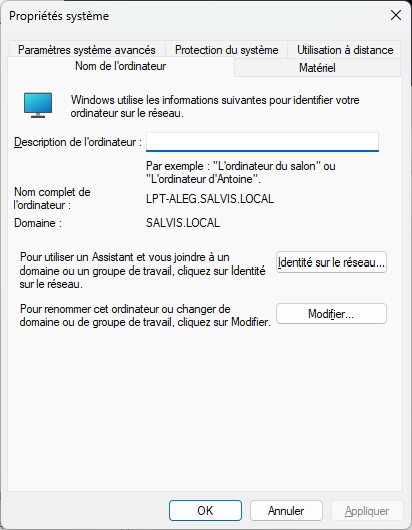 Propriétés système
Paramètres système avancés Protection du système Utilisation à distance
Nom de l'ordinateur Matériel
Windows utilise les informations suivantes pour identifier votre
ordinateur sur le réseau.
Description de l'ordinateur :
Par exemple : "L'ordinateur du salon" ou
"L'ordinateur d'Antoine".
Nom complet de
l'ordinateur :
LPT-ALEG.SALVIS.LOCAL
Domaine : SALVIS.LOCAL
Pour utiliser un Assistant et vous joindre à
un domaine ou un groupe de travail, cliquez sur Identité
sur le réseau.
Identité sur le réseau...
Pour renommer cet ordinateur ou changer de
domaine ou de groupe de travail, cliquez sur Modifier.
Modifier...
OK Annuler Appliquer